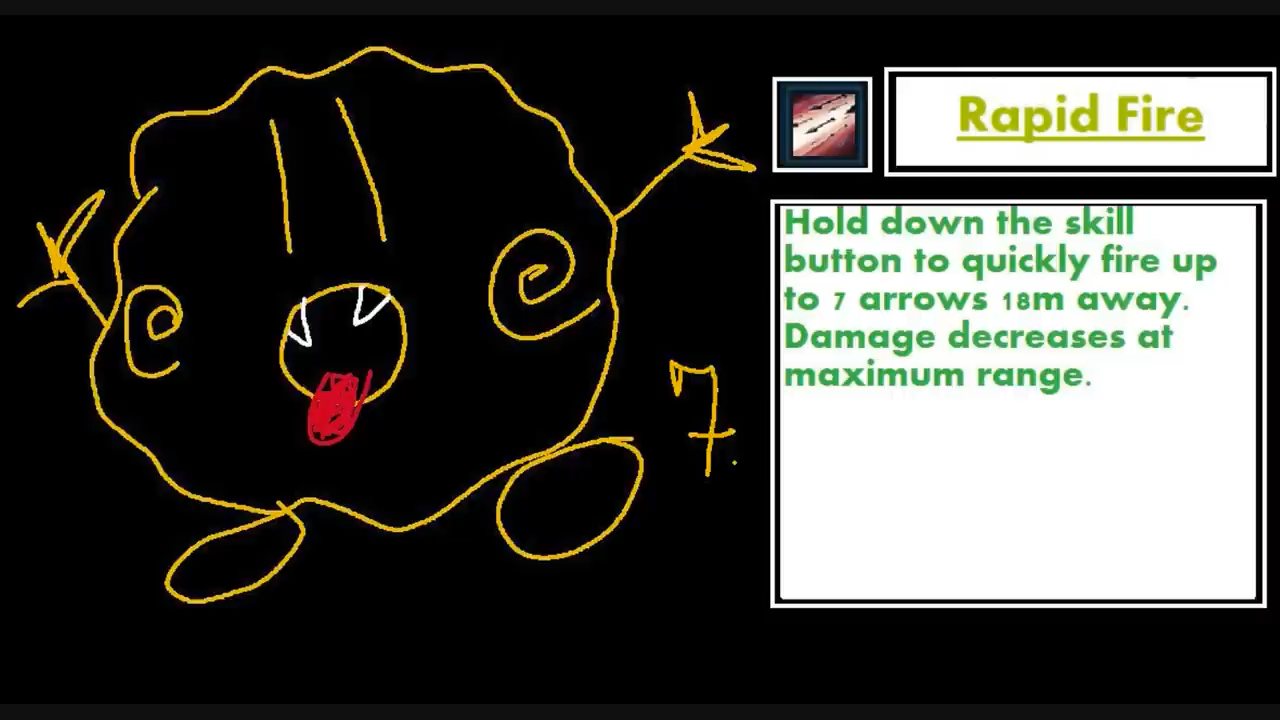 Rapid Fire
Hold down the skill
button to quickly fire up
to 7 arrows 18m away.
Damage decreases at
maximum range.
7.